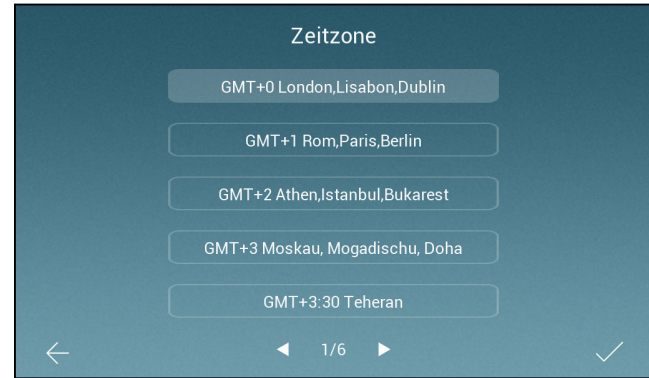 Zeitzone
GMT+0 London,Lisabon,Dublin
GMT+1 Rom,Paris,Berlin
GMT+2 Athen,Istanbul,Bukarest
GMT+3 Moskau, Mogadischu, Doha
GMT+3:30 Teheran
1/6